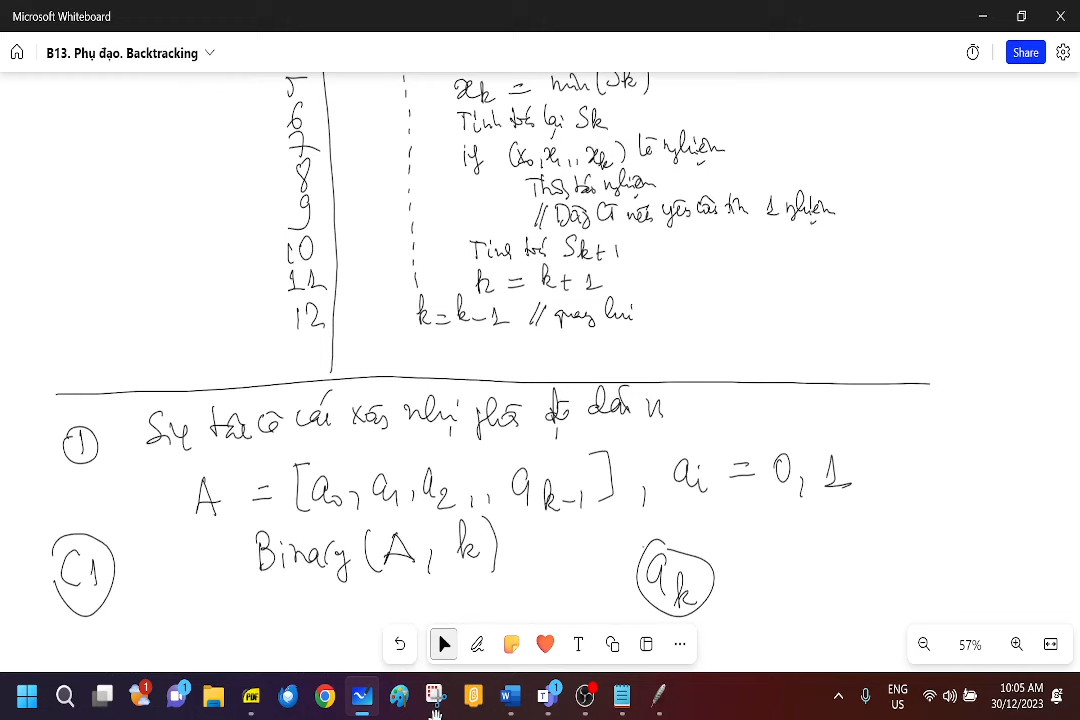 Microsoft Whiteboard
B13. Phụ đạo. Backtracking
Share
5 xk = min(Sk)
6 Tính toán lại Sk
7 if (x0, x1,, xk) là nghiệm
8 Thông báo nghiệm
9 // Dừng CT nếu yêu cầu tìm 1 nghiệm
10 Tính toán Sk+1
11 k = k+1
12 k=k-1 // quay lui
① Sinh tất cả các xâu nhị phân độ dài n
A = [a0, a1, a2,, ak-1], ai = 0, 1
C1 Binary(A, k) ak
57%
ENG
US
10:05 AM
30/12/2023